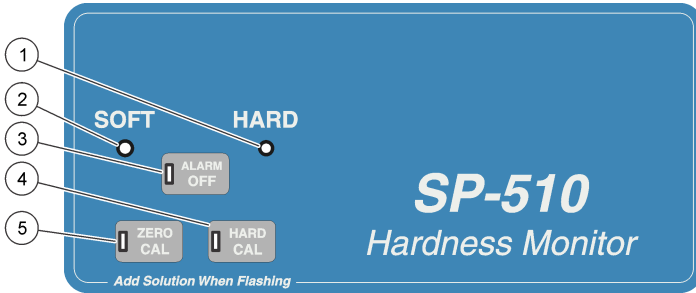 1
2
SOFT
HARD
3
ALARM
OFF
4
SP-510
5
ZERO
CAL
HARD
CAL
Hardness Monitor
Add Solution When Flashing